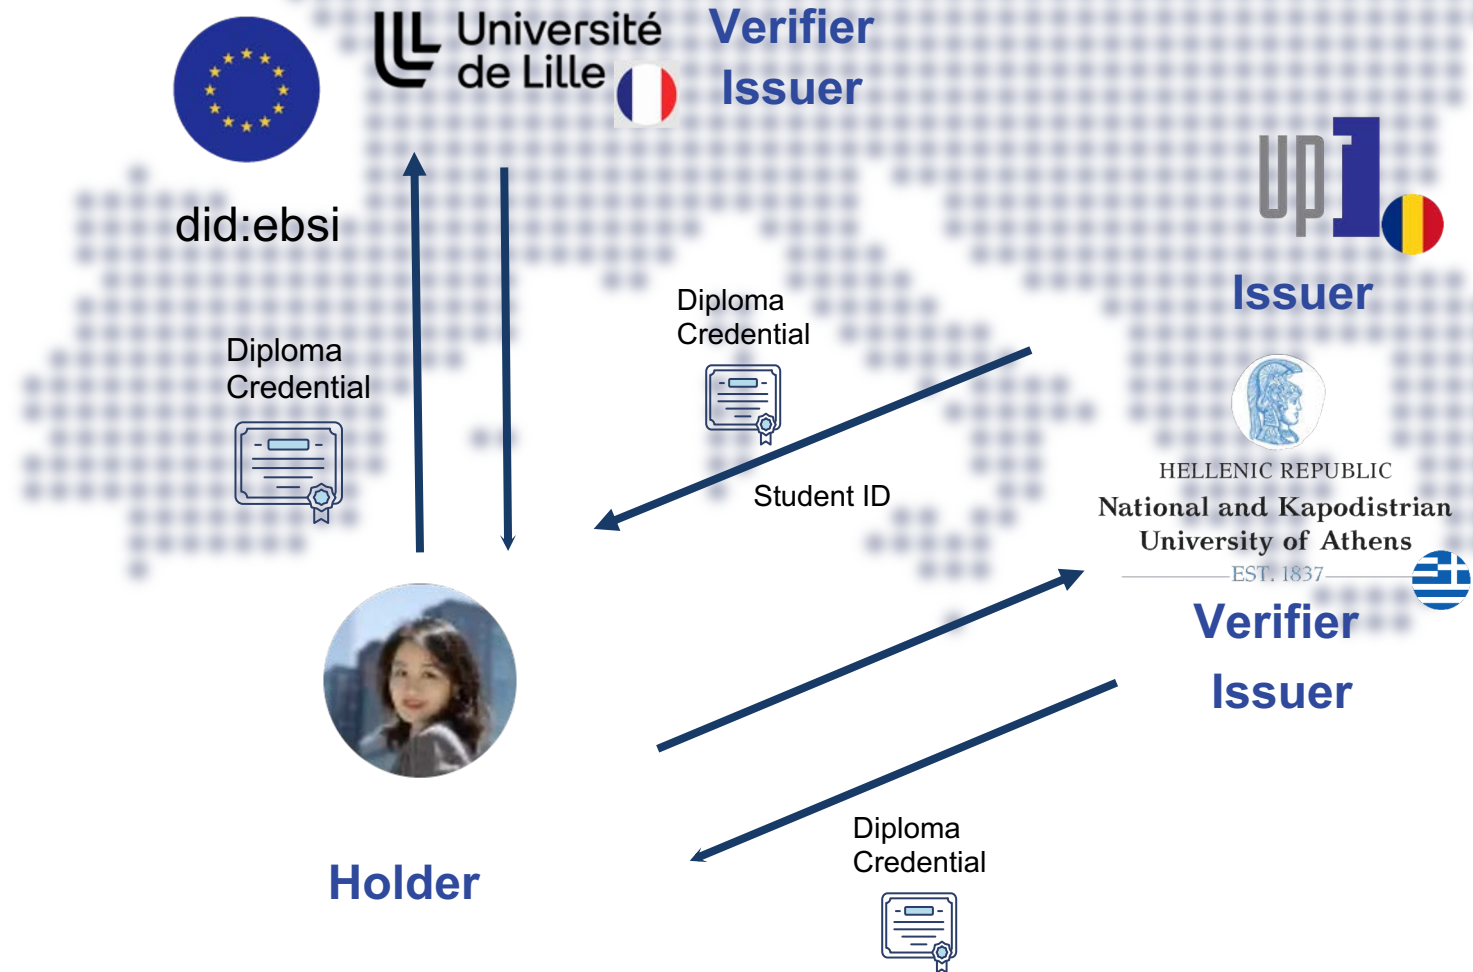 Université
de Lille
Verifier
Issuer
did:ebsi
up1
Issuer
Diploma
Credential
Diploma
Credential
Student ID
HELLENIC REPUBLIC
National and Kapodistrian
University of Athens
EST. 1837
Verifier
Issuer
Holder
Diploma
Credential